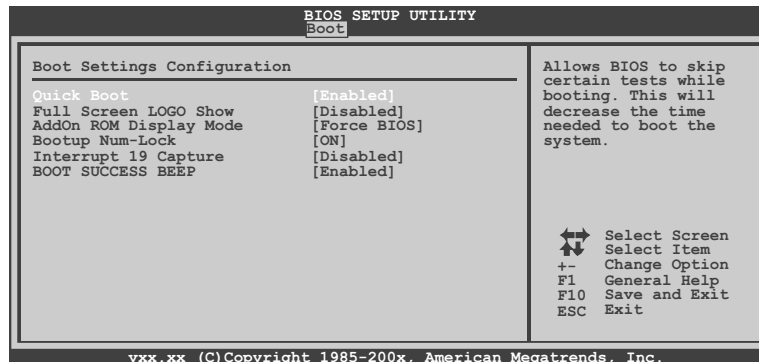 BIOS SETUP UTILITY
Boot
Boot Settings Configuration
Quick Boot [Enabled]
Full Screen LOGO Show [Disabled]
AddOn ROM Display Mode [Force BIOS]
Bootup Num-Lock [ON]
Interrupt 19 Capture [Disabled]
BOOT SUCCESS BEEP [Enabled]
Allows BIOS to skip
certain tests while
booting. This will
decrease the time
needed to boot the
system.
Select Screen
Select Item
+- Change Option
F1 General Help
F10 Save and Exit
ESC Exit
vxx.xx (C)Copyright 1985-200x, American Megatrends, Inc.